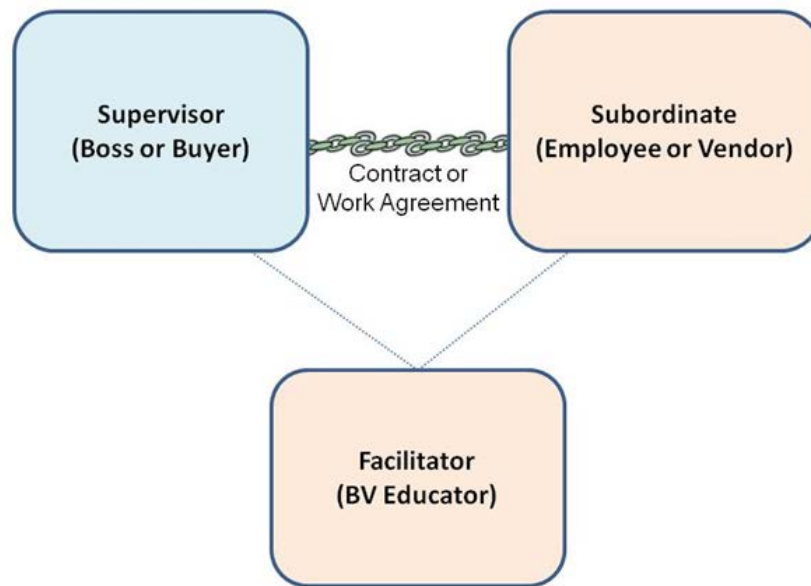 Supervisor
(Boss or Buyer)
Contract or
Work Agreement
Subordinate
(Employee or Vendor)
Facilitator
(BV Educator)